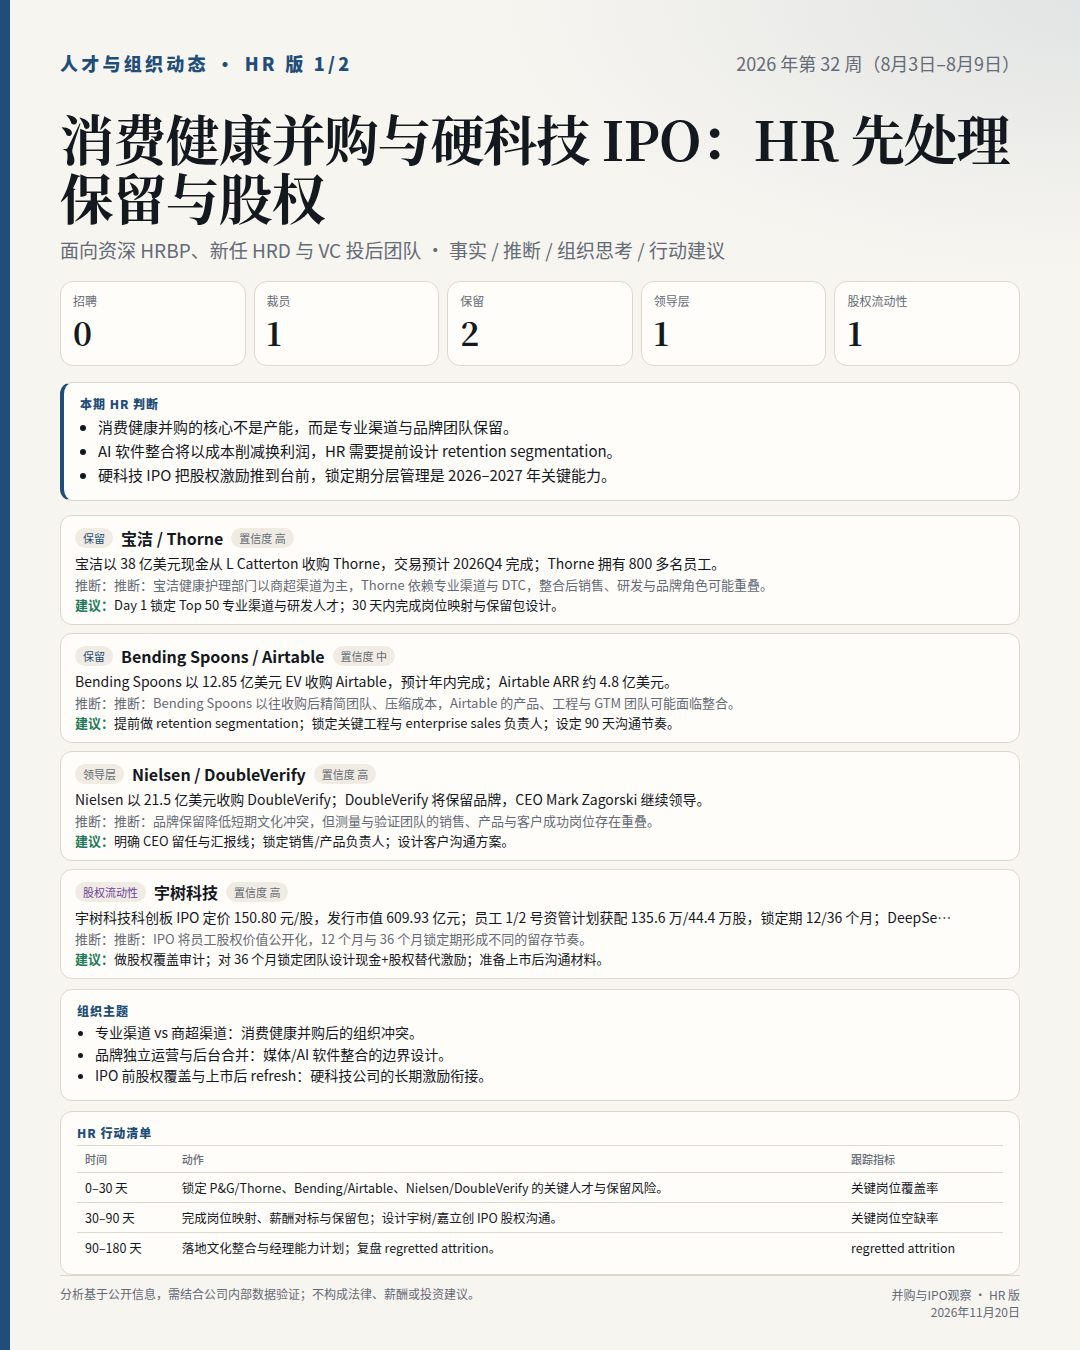 人才与组织动态 · HR 版 1/2
2026 年第 32 周（8月3日–8月9日）
消费健康并购与硬科技 IPO：HR 先处理
保留与股权
面向资深 HRBP、新任 HRD 与 VC 投后团队 · 事实 / 推断 / 组织思考 / 行动建议
招聘
0
裁员
1
保留
2
领导层
1
股权流动性
1
本期 HR 判断
• 消费健康并购的核心不是产能，而是专业渠道与品牌团队保留。
• AI 软件整合将以成本削减换利润，HR 需要提前设计 retention segmentation。
• 硬科技 IPO 把股权激励推到台前，锁定期分层管理是 2026–2027 年关键能力。
保留 宝洁 / Thorne 置信度 高
宝洁以 38 亿美元现金从 L Catterton 收购 Thorne，交易预计 2026Q4 完成；Thorne 拥有 800 多名员工。
推断：推断：宝洁健康护理部门以商超渠道为主，Thorne 依赖专业渠道与 DTC，整合后销售、研发与品牌角色可能重叠。
建议：Day 1 锁定 Top 50 专业渠道与研发人才；30 天内完成岗位映射与保留包设计。
保留 Bending Spoons / Airtable 置信度 中
Bending Spoons 以 12.85 亿美元 EV 收购 Airtable，预计年内完成；Airtable ARR 约 4.8 亿美元。
推断：推断：Bending Spoons 以往收购后精简团队、压缩成本，Airtable 的产品、工程与 GTM 团队可能面临整合。
建议：提前做 retention segmentation；锁定关键工程与 enterprise sales 负责人；设定 90 天沟通节奏。
领导层 Nielsen / DoubleVerify 置信度 高
Nielsen 以 21.5 亿美元收购 DoubleVerify；DoubleVerify 将保留品牌，CEO Mark Zagorski 继续领导。
推断：推断：品牌保留降低短期文化冲突，但测量与验证团队的销售、产品与客户成功岗位存在重叠。
建议：明确 CEO 留任与汇报线；锁定销售/产品负责人；设计客户沟通方案。
股权流动性 宇树科技 置信度 高
宇树科技科创板 IPO 定价 150.80 元/股，发行市值 609.93 亿元；员工 1/2 号资管计划获配 135.6 万/44.4 万股，锁定期 12/36 个月；DeepSe…
推断：推断：IPO 将员工股权价值公开化，12 个月与 36 个月锁定期形成不同的留存节奏。
建议：做股权覆盖审计；对 36 个月锁定团队设计现金+股权替代激励；准备上市后沟通材料。
组织主题
• 专业渠道 vs 商超渠道：消费健康并购后的组织冲突。
• 品牌独立运营与后台合并：媒体/AI 软件整合的边界设计。
• IPO 前股权覆盖与上市后 refresh：硬科技公司的长期激励衔接。
HR 行动清单
时间 动作 跟踪指标
0–30 天 锁定 P&G/Thorne、Bending/Airtable、Nielsen/DoubleVerify 的关键人才与保留风险。 关键岗位覆盖率
30–90 天 完成岗位映射、薪酬对标与保留包；设计宇树/嘉立创 IPO 股权沟通。 关键岗位空缺率
90–180 天 落地文化整合与经理能力计划；复盘 regretted attrition。 regretted attrition
分析基于公开信息，需结合公司内部数据验证；不构成法律、薪酬或投资建议。
并购与IPO观察 · HR 版
2026年11月20日